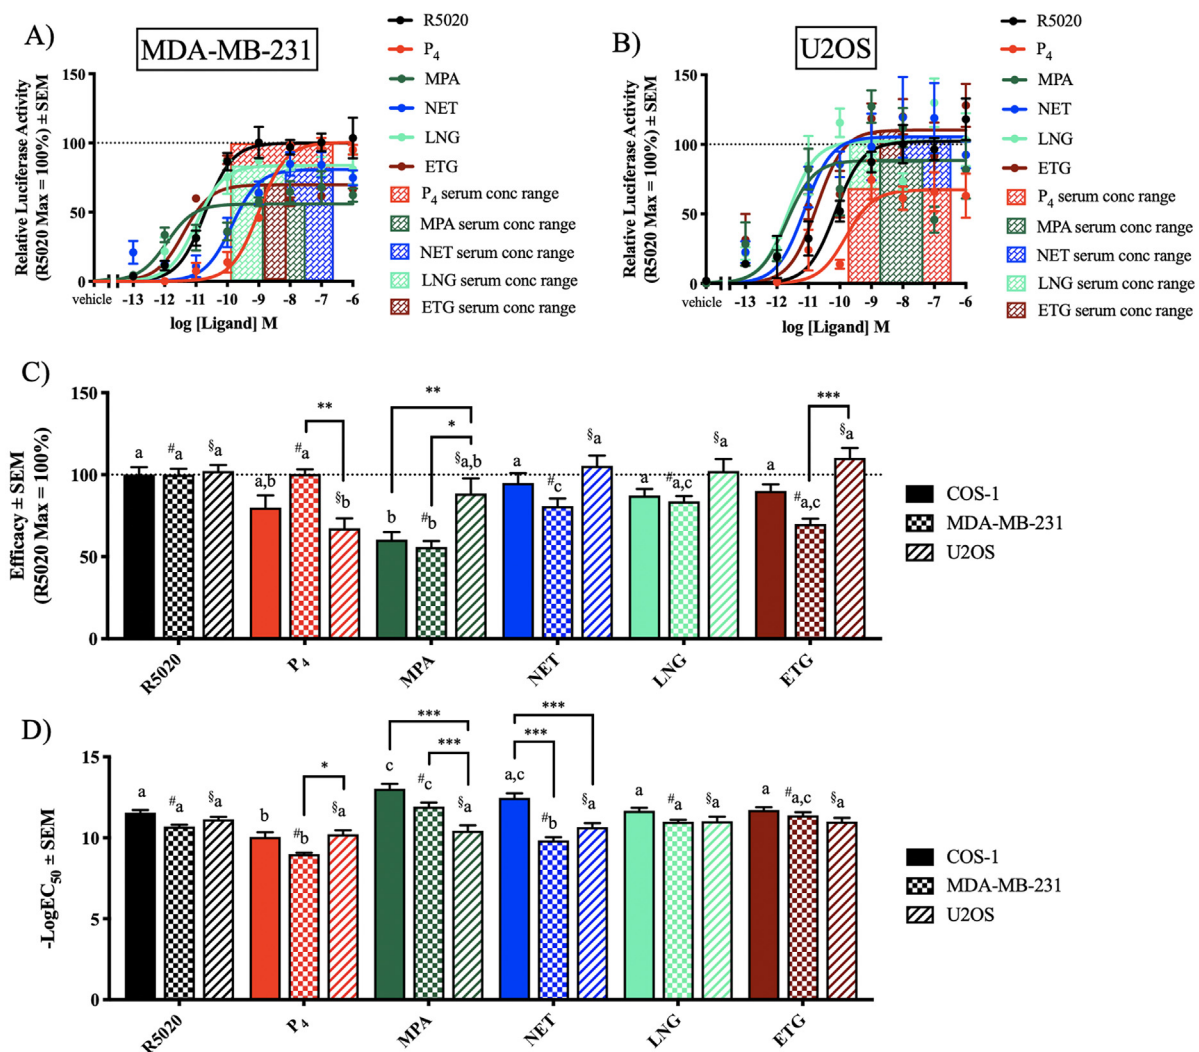 A)
MDA-MB-231
Relative Luciferase Activity
(R5020 Max = 100%) ± SEM
150
100
50
0
vehicle -13 -12 -11 -10 -9 -8 -7 -6
log [Ligand] M
R5020
P4
MPA
NET
LNG
ETG
P4 serum conc range
MPA serum conc range
NET serum conc range
LNG serum conc range
ETG serum conc range
B)
U2OS
Relative Luciferase Activity
(R5020 Max = 100%) ± SEM
150
100
50
0
vehicle -13 -12 -11 -10 -9 -8 -7 -6
log [Ligand] M
R5020
P4
MPA
NET
LNG
ETG
P4 serum conc range
MPA serum conc range
NET serum conc range
LNG serum conc range
ETG serum conc range
C)
Efficacy ± SEM
(R5020 Max = 100%)
150
100
50
0
a #a §a
a,b #a §b **
b #b §a,b ** *
a #c §a
a #a,c §a
a #a,c §a ***
R5020 P4 MPA NET LNG ETG
COS-1
MDA-MB-231
U2OS
D)
-LogEC50 ± SEM
15
10
5
0
a #a §a
b #b §a *
c #c §a *** ***
a,c #b §a *** ***
a #a §a
a #a,c §a
R5020 P4 MPA NET LNG ETG
COS-1
MDA-MB-231
U2OS